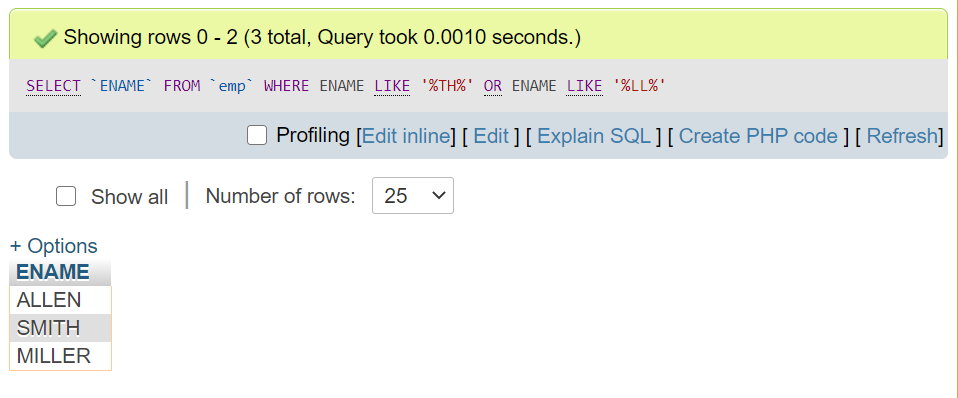 Showing rows 0 - 2 (3 total, Query took 0.0010 seconds.)
SELECT `ENAME` FROM `emp` WHERE ENAME LIKE '%TH%' OR ENAME LIKE '%LL%'
Profiling [Edit inline] [ Edit ] [ Explain SQL ] [ Create PHP code ] [ Refresh]
Show all | Number of rows: 25
+ Options
ENAME
ALLEN
SMITH
MILLER